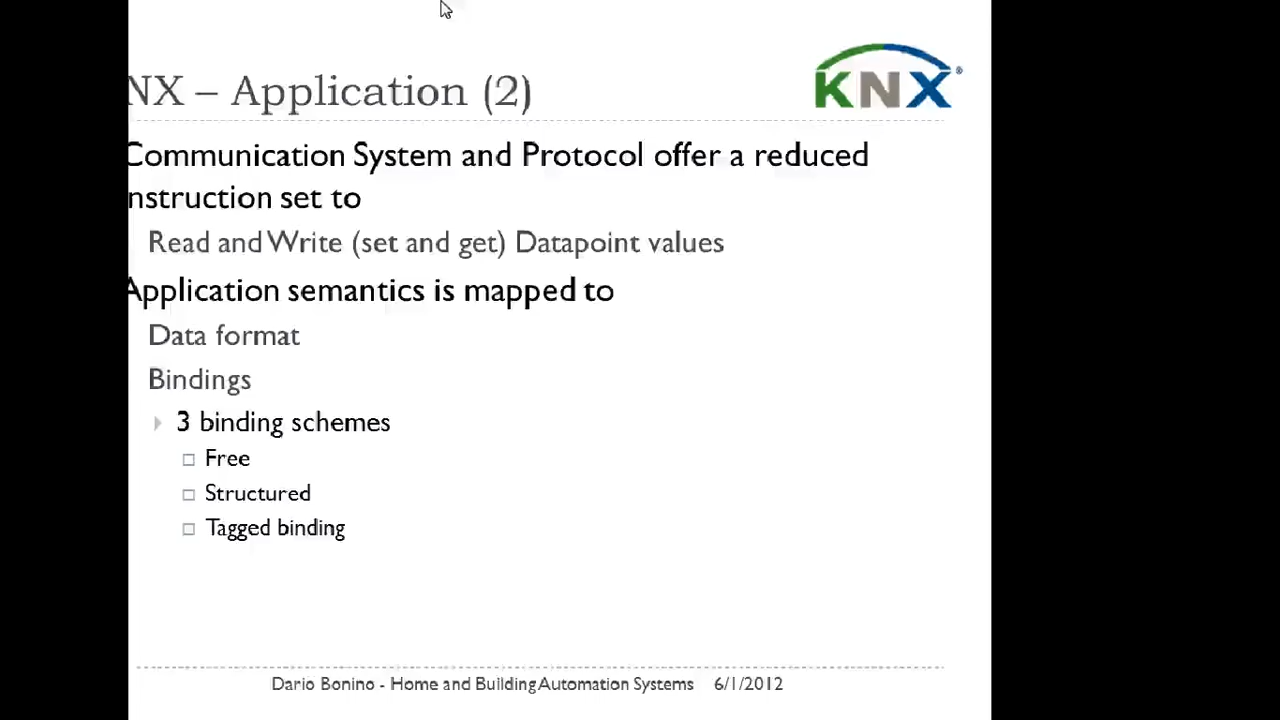 NX – Application (2)
KNX®
Communication System and Protocol offer a reduced
nstruction set to
Read and Write (set and get) Datapoint values
Application semantics is mapped to
Data format
Bindings
3 binding schemes
Free
Structured
Tagged binding
Dario Bonino - Home and Building Automation Systems 6/1/2012